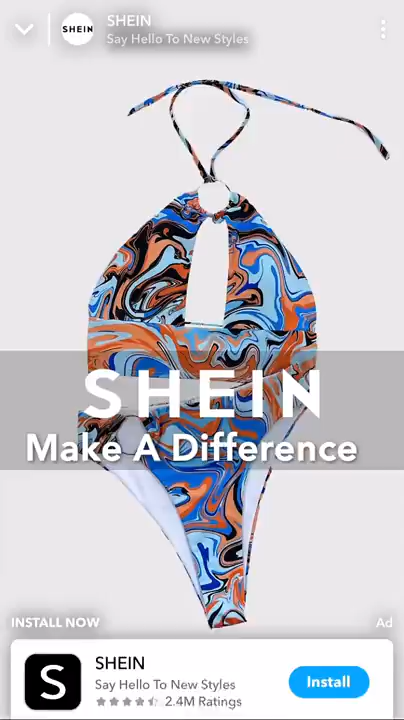 SHEIN
SHEIN
Say Hello To New Styles
SHEIN
Make A Difference
INSTALL NOW
Ad
S
SHEIN
Say Hello To New Styles
2.4M Ratings
Install